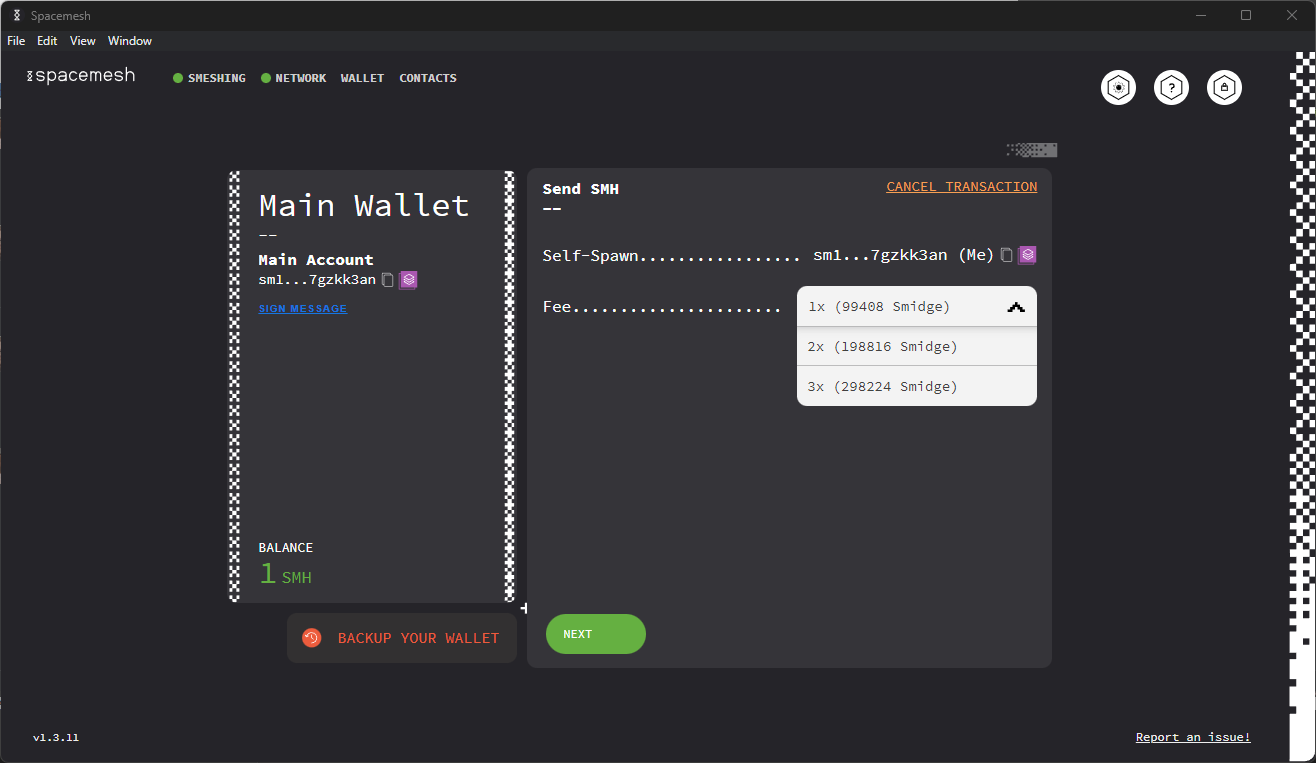 Spacemesh
File Edit View Window
spacemesh
SMESHING NETWORK WALLET CONTACTS
?
Main Wallet
--
Main Account
sm1...7gzkk3an
SIGN MESSAGE
BALANCE
1 SMH
BACKUP YOUR WALLET
Send SMH
--
CANCEL TRANSACTION
Self-Spawn................. sm1...7gzkk3an (Me)
Fee...................... 1x (99408 Smidge)
2x (198816 Smidge)
3x (298224 Smidge)
NEXT
v1.3.11
Report an issue!